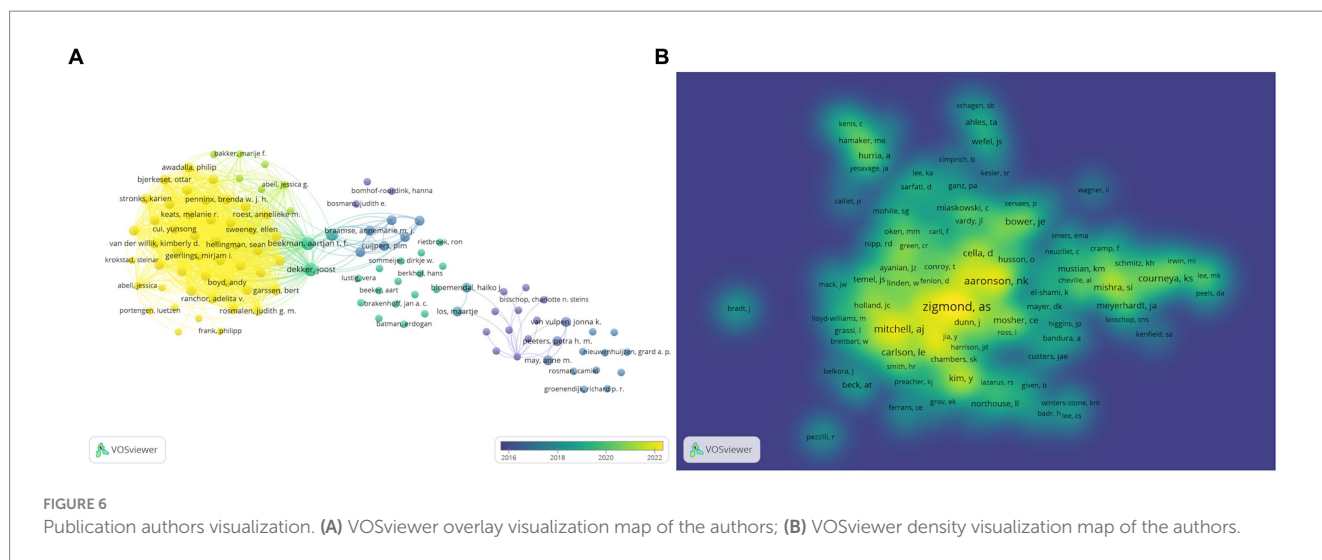 A
bakker, marije f.
awadalla, philip
bjerkeset, ottar
abell, jessica g.
stronks, karien
penninx, brenda w. j. h.
keats, melanie r.
roest, annelieke m.
cui, yunsong
sweeney, ellen
van der willik, kimberly d.
hellingman, sean
beekman, aartjan t. f.
krokstad, steinar
geerlings, mirjam i.
dekker, joost
abell, jessica
boyd, andy
garssen, bert
ranchor, adelita v.
portengen, luetzen
rosmalen, judith g. m.
frank, philipp
bomhof-roordink, hanna
bosmans, judith e.
braamse, annemarie m. j.
cuijpers, pim
rietbroek, ron
sommeijer, dirkje w.
berkhof, hans
lustig, vera
beeker, aart
bloemendal, haiko j.
brakenhoff, jan a. c.
los, maartje
bisschop, charlotte n. steins
batman, erdogan
van vulpen, jonna k.
peeters, petra h. m.
nieuwenhuijzen, grard a. p.
may, anne m.
rosman, camiel
groenendijk, richard p. r.
VOSviewer
2016 2018 2020 2022
B
schagen, sb
kenis, c
ahles, ta
hamaker, me
wefel, js
hurria, a
cimprich, b
yesavage, ja
kesler, sr
lee, ka
ganz, pa
sarfati, d
wagner, li
saillet, p
miaskowski, c
servaes, p
mohile, sg
vardy, jl
bower, je
oken, mm
carli, f
smets, ema
nipp, rd
green, cr
cella, d
husson, o
neuzillet, c
cramp, f
ayanian, jz
conroy, t
mustian, km
schmitz, kh
irwin, ml
temel, js
linden, w
fenlon, d
aaronson, nk
cheville, al
courneya, ks
lee, mk
mack, jw
el-shami, k
mishra, si
peels, da
bradt, j
holland, jc
zigmond, as
mayer, dk
meyerhardt, ja
lloyd-williams, m
dunn, j
mosher, ce
higgins, jp
bisschop, cns
grassi, l
mitchell, aj
jia, y
ross, l
bandura, a
kenfield, sa
breitbart, w
carlson, le
harrison, jd
chambers, sk
custers, jae
belkora, j
smith, hr
beck, at
preacher, kj
kim, y
lazarus, rs
given, b
ferrans, ce
grov, ek
northouse, ll
winters-stone, km
badr, h
lee, cs
pezzilli, r
VOSviewer
FIGURE 6
Publication authors visualization. (A) VOSviewer overlay visualization map of the authors; (B) VOSviewer density visualization map of the authors.